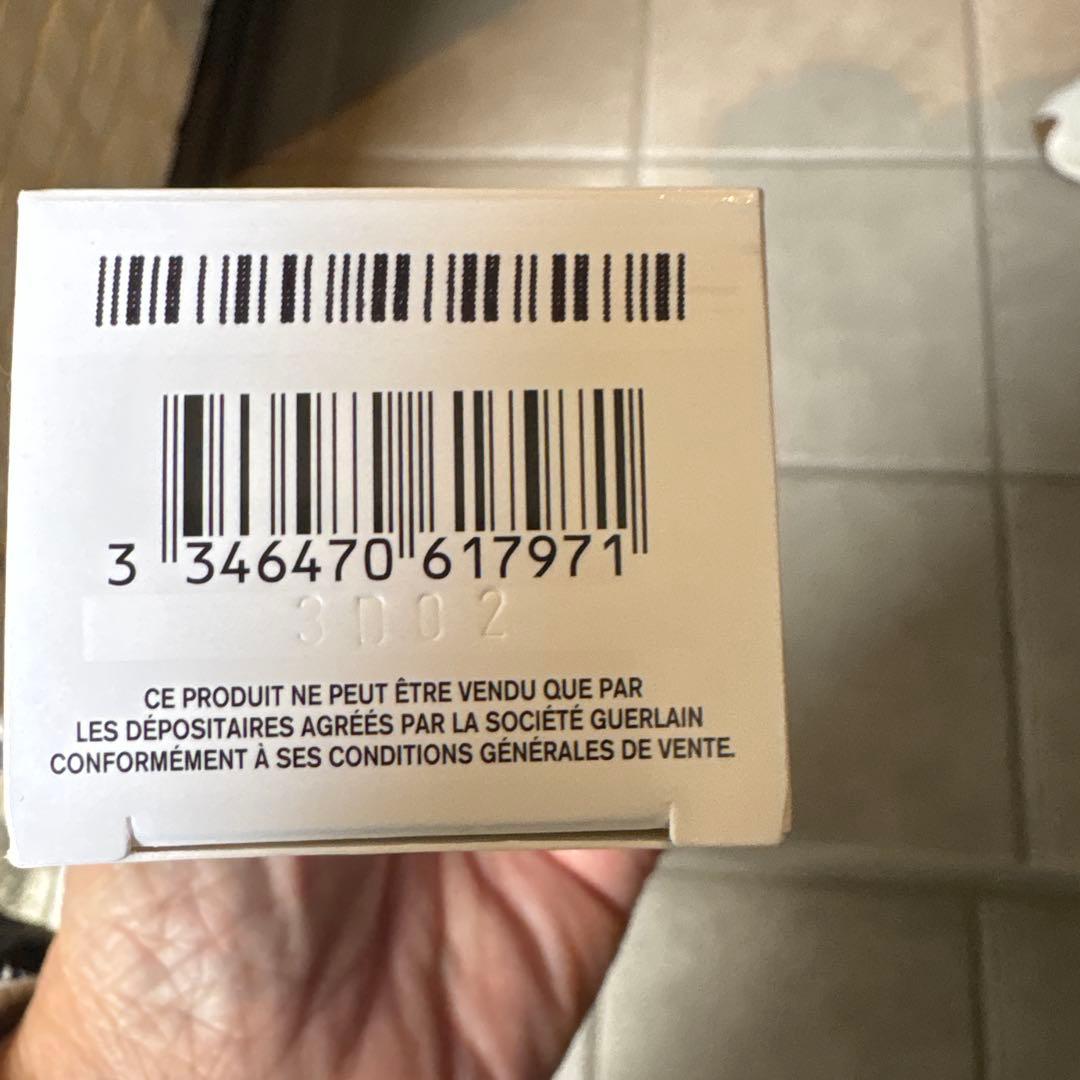 3 346470 617971
3D02
CE PRODUIT NE PEUT ÊTRE VENDU QUE PAR
LES DÉPOSITAIRES AGRÉÉS PAR LA SOCIÉTÉ GUERLAIN
CONFORMÉMENT À SES CONDITIONS GÉNÉRALES DE VENTE.